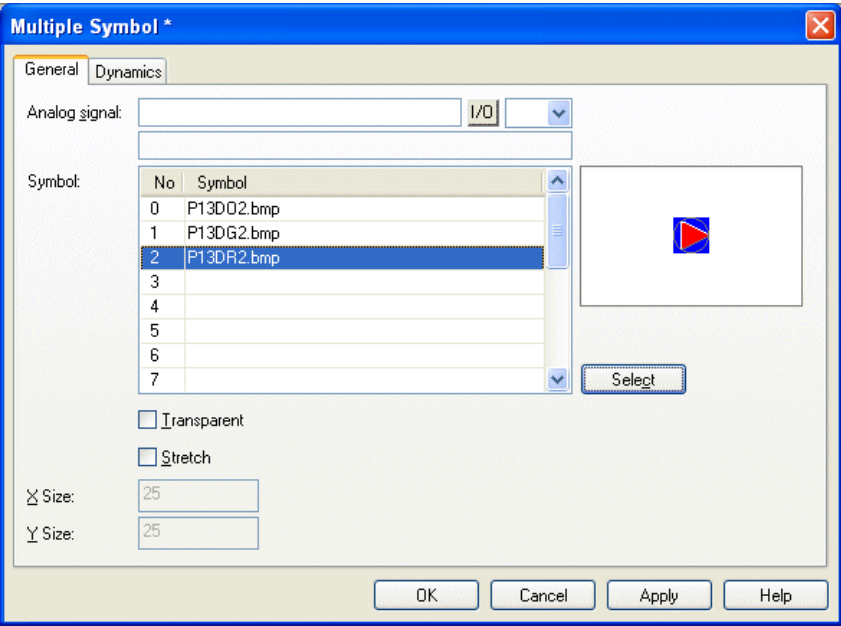 Multiple Symbol *
General Dynamics
Analog signal: I/O
Symbol: No Symbol
0 P13DO2.bmp
1 P13DG2.bmp
2 P13DR2.bmp
3
4
5
6
7
Select
Transparent
Stretch
X Size: 25
Y Size: 25
OK Cancel Apply Help